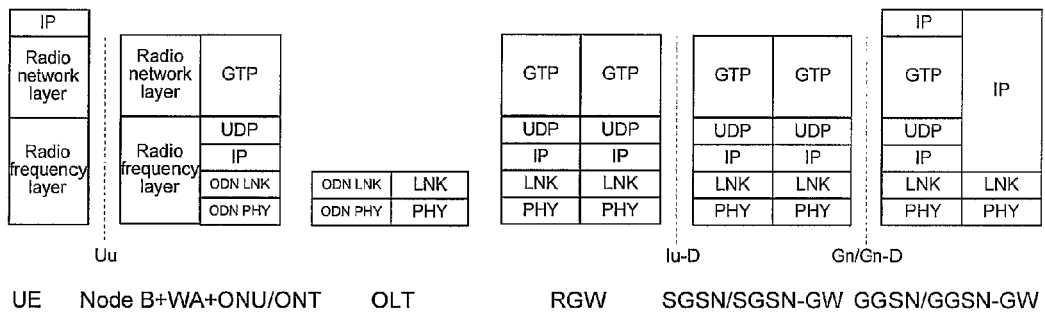 IP
Radio
network
layer
Radio
frequency
layer
Radio
network
layer
Radio
frequency
layer
GTP
UDP
IP
ODN LNK
ODN PHY
ODN LNK
ODN PHY
LNK
PHY
GTP
UDP
IP
LNK
PHY
GTP
UDP
IP
LNK
PHY
GTP
UDP
IP
LNK
PHY
GTP
UDP
IP
LNK
PHY
IP
GTP
UDP
IP
LNK
PHY
IP
LNK
PHY
Uu
Iu-D
Gn/Gn-D
UE
Node B+WA+ONU/ONT
OLT
RGW
SGSN/SGSN-GW
GGSN/GGSN-GW